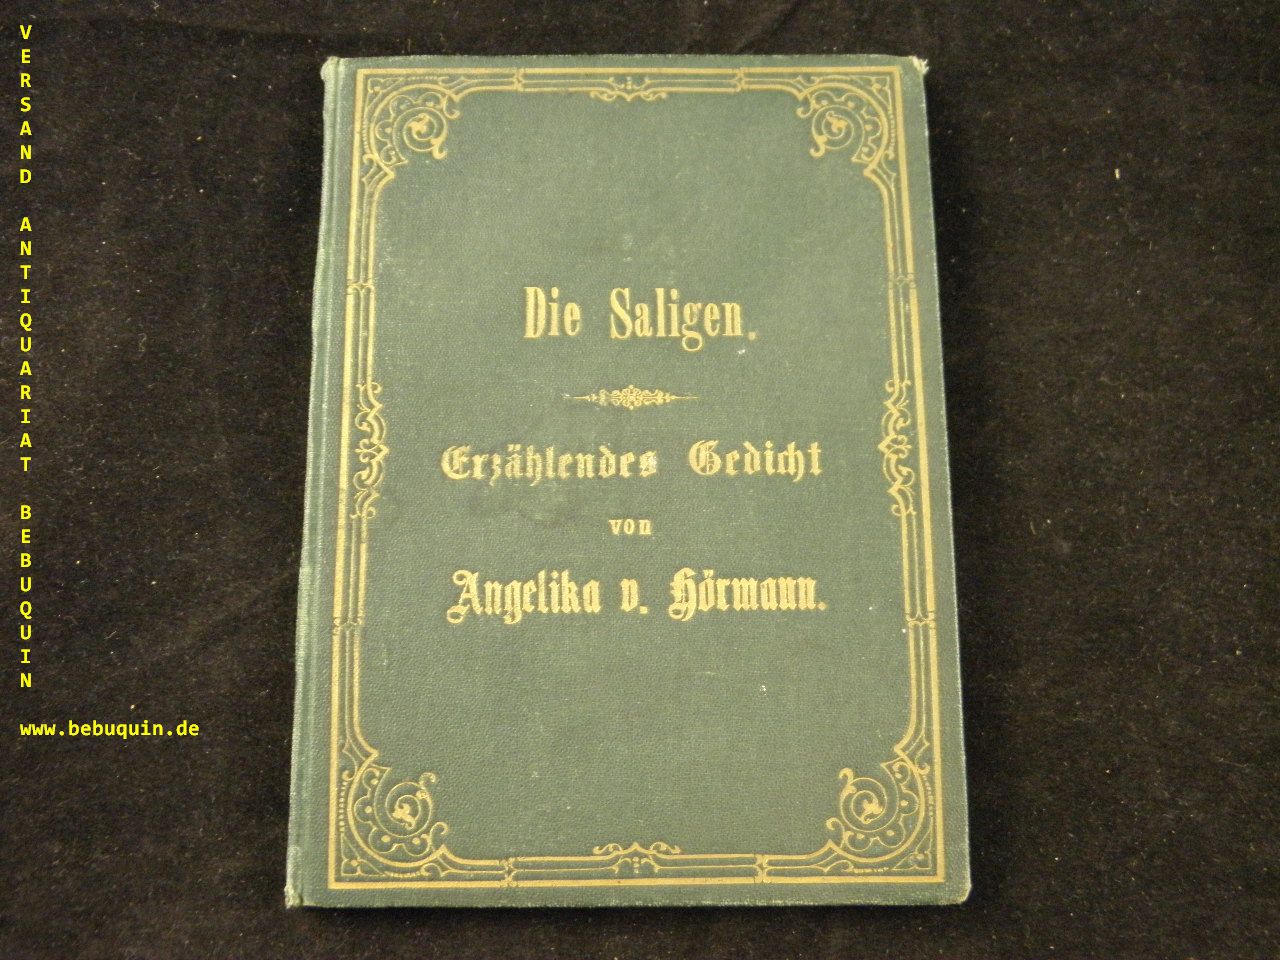 VERSAND ANTIQUARIAT BEBUQUIN
www.bebuquin.de
Die Saligen.
Erzählendes Gedicht
von
Angelika v. Hörmann.